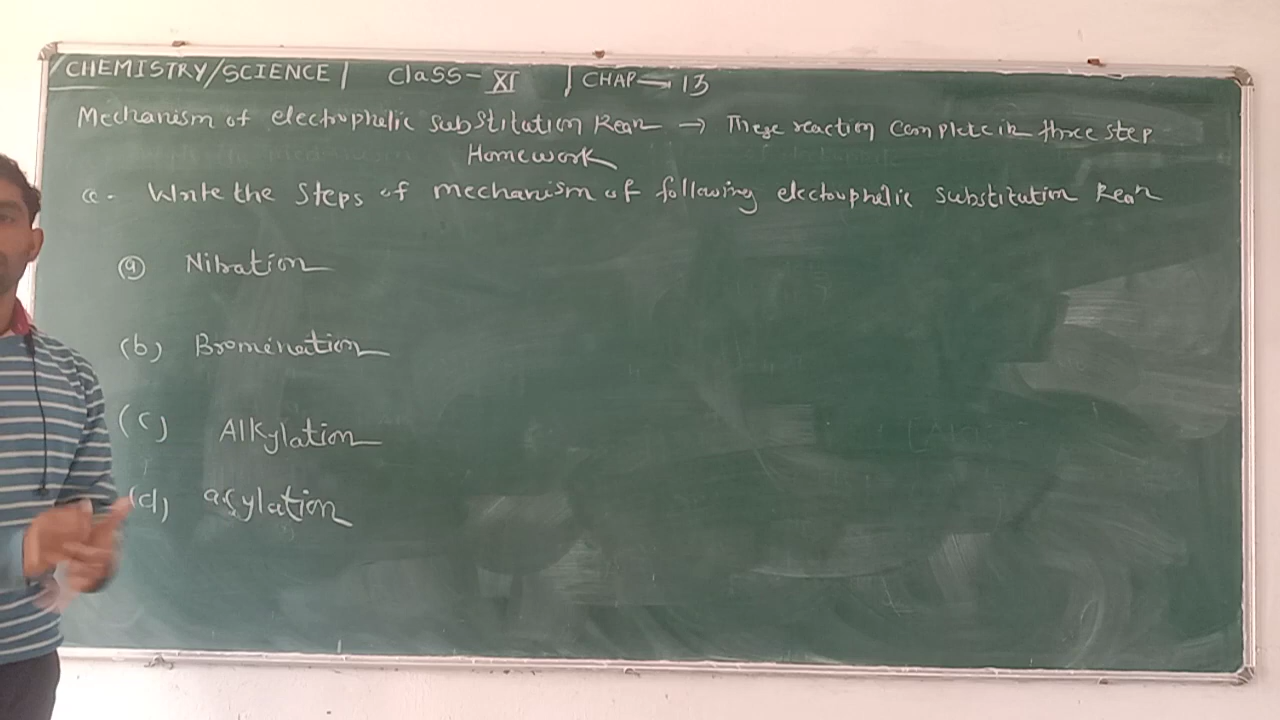 CHEMISTRY/SCIENCE | Class - XI | CHAP → 13
Mechanism of electrophelic substitution Rean → These reaction complete in three step
Homework
Q. Write the steps of mechanism of following electrophelic substitution Rean
(a) Nitration
(b) Bromination
(c) Alkylation
(d) acylation